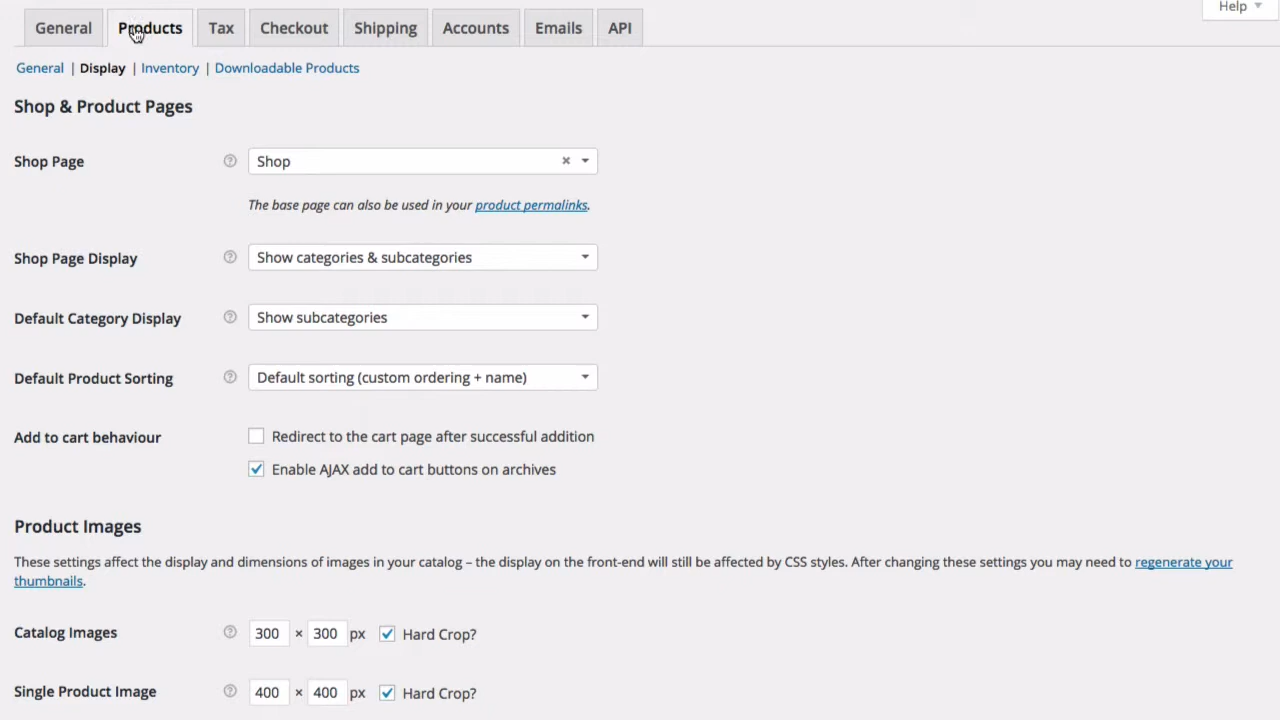 Help
General Products Tax Checkout Shipping Accounts Emails API
General | Display | Inventory | Downloadable Products
Shop & Product Pages
Shop Page Shop
The base page can also be used in your product permalinks.
Shop Page Display Show categories & subcategories
Default Category Display Show subcategories
Default Product Sorting Default sorting (custom ordering + name)
Add to cart behaviour Redirect to the cart page after successful addition
Enable AJAX add to cart buttons on archives
Product Images
These settings affect the display and dimensions of images in your catalog – the display on the front-end will still be affected by CSS styles. After changing these settings you may need to regenerate your
thumbnails.
Catalog Images 300 × 300 px Hard Crop?
Single Product Image 400 × 400 px Hard Crop?